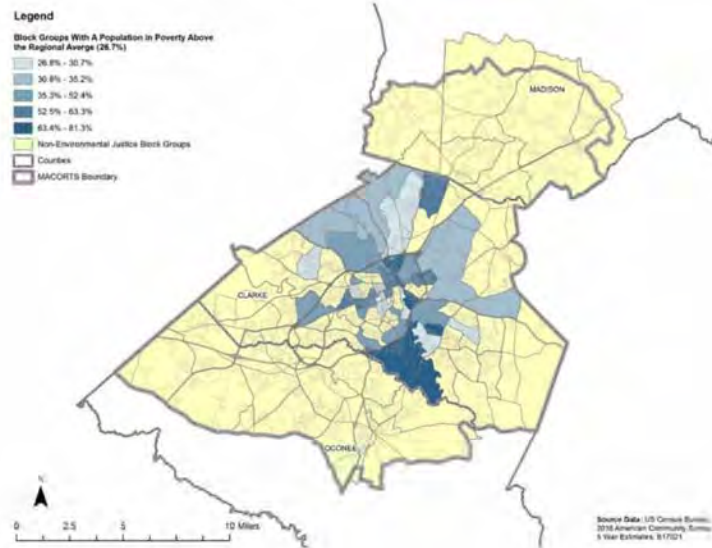 Legend
Block Groups With A Population in Poverty Above
the Regional Averge (26.7%)
26.8% - 30.7%
30.8% - 35.2%
35.3% - 52.4%
52.5% - 63.3%
63.4% - 81.3%
Non-Environmental Justice Block Groups
Counties
MACORTS Boundary
MADISON
CLARKE
OCONEE
N
0 2.5 5 10 Miles
Source Data: US Census Bureau,
2016 American Community Survey
5 Year Estimates, B17021